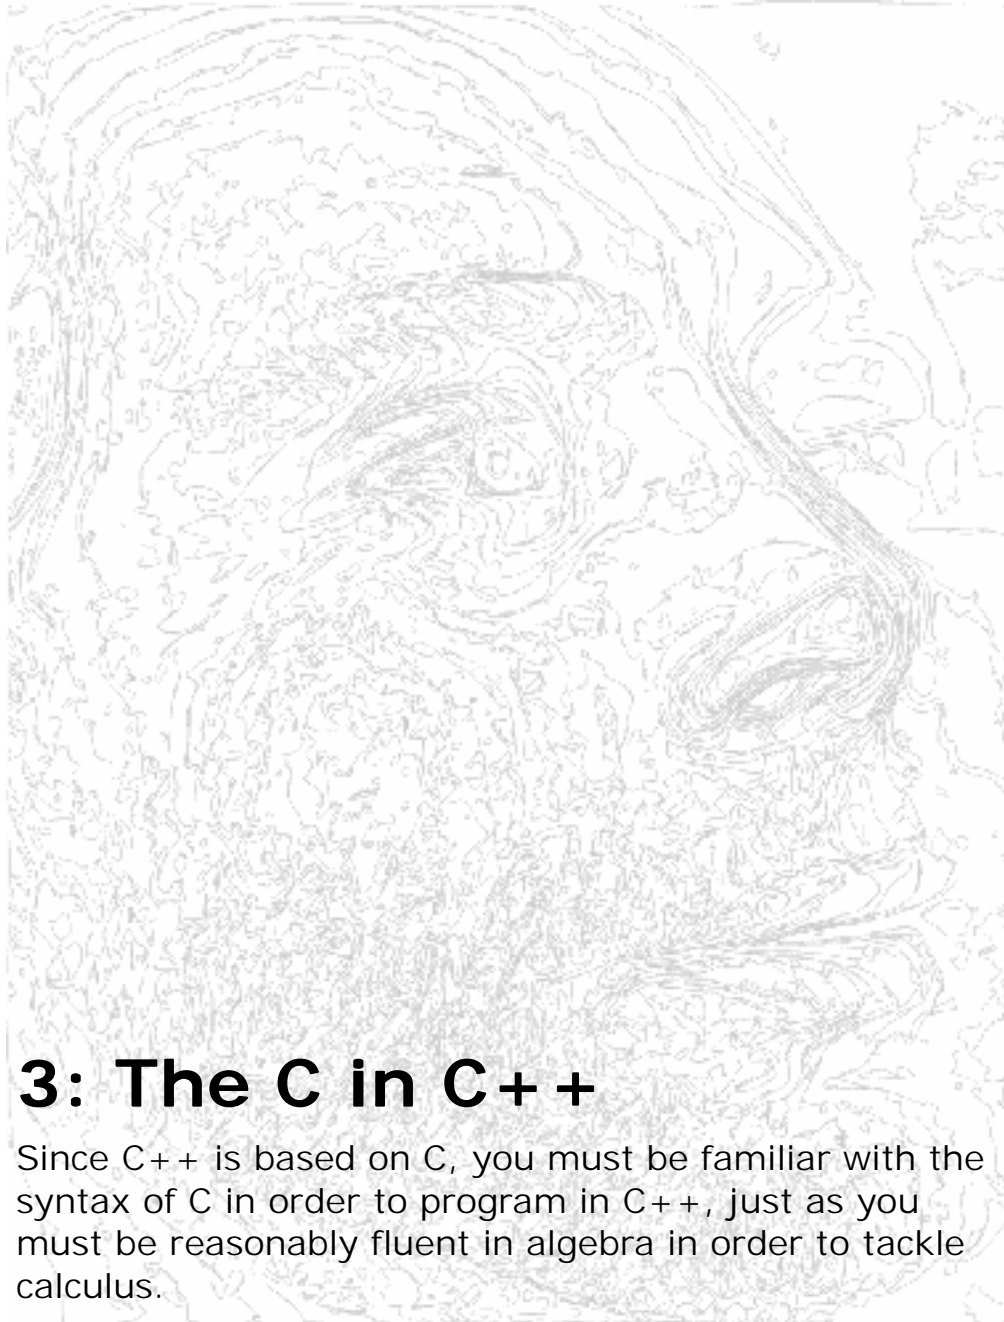 3: The C in C++
Since C++ is based on C, you must be familiar with the
syntax of C in order to program in C++, just as you
must be reasonably fluent in algebra in order to tackle
calculus.